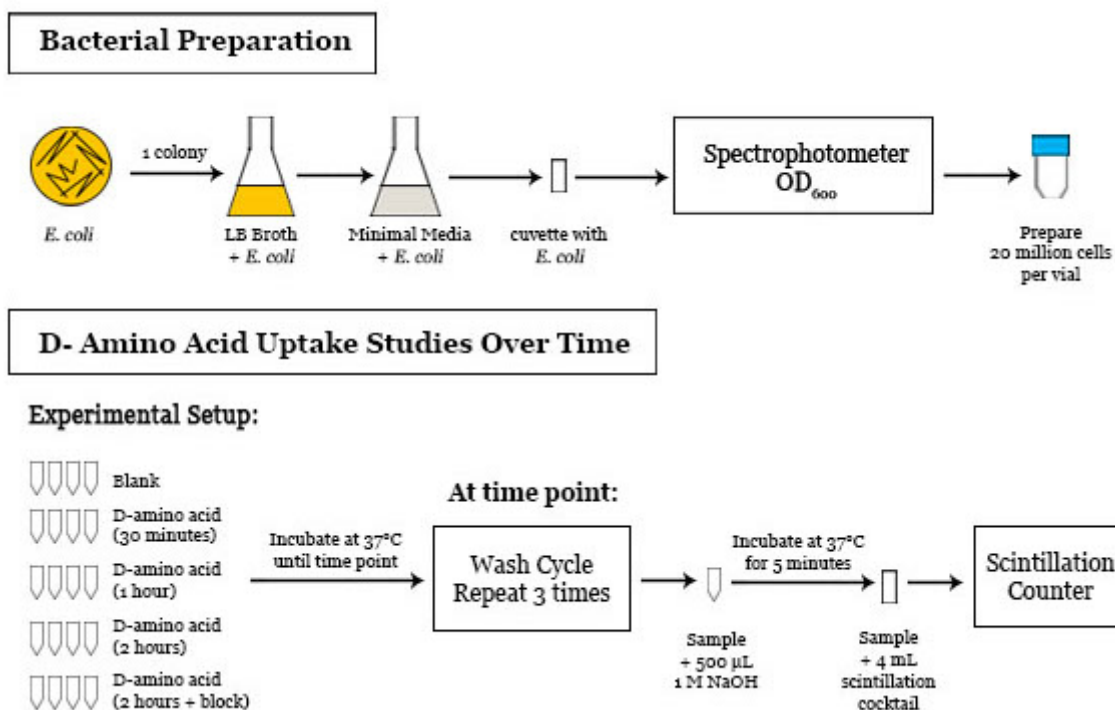 Bacterial Preparation
1 colony
E. coli
LB Broth
+ E. coli
Minimal Media
+ E. coli
cuvette with
E. coli
Spectrophotometer
OD₆₀₀
Prepare
20 million cells
per vial
D- Amino Acid Uptake Studies Over Time
Experimental Setup:
Blank
D-amino acid
(30 minutes)
D-amino acid
(1 hour)
D-amino acid
(2 hours)
D-amino acid
(2 hours + block)
Incubate at 37°C
until time point
At time point:
Wash Cycle
Repeat 3 times
Sample
+ 500 µL
1 M NaOH
Incubate at 37°C
for 5 minutes
Sample
+ 4 mL
scintillation
cocktail
Scintillation
Counter